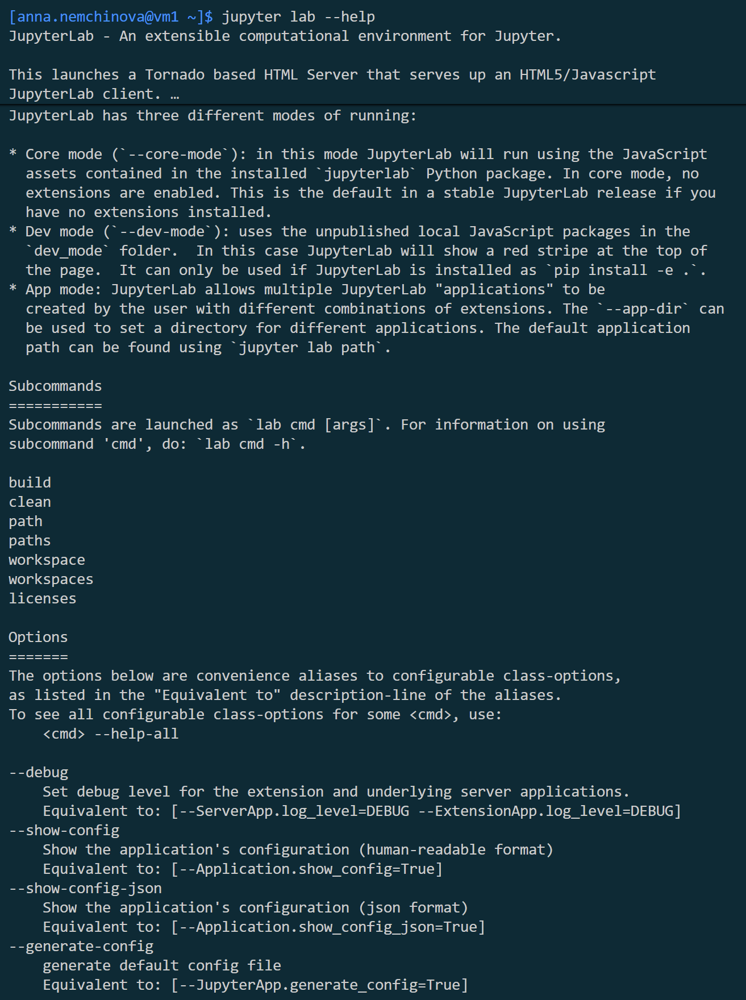 [anna.nemchinova@vm1 ~]$ jupyter lab --help
JupyterLab - An extensible computational environment for Jupyter.
This launches a Tornado based HTML Server that serves up an HTML5/Javascript
JupyterLab client. …
JupyterLab has three different modes of running:
* Core mode (`--core-mode`): in this mode JupyterLab will run using the JavaScript
  assets contained in the installed `jupyterlab` Python package. In core mode, no
  extensions are enabled. This is the default in a stable JupyterLab release if you
  have no extensions installed.
* Dev mode (`--dev-mode`): uses the unpublished local JavaScript packages in the
  `dev_mode` folder.  In this case JupyterLab will show a red stripe at the top of
  the page.  It can only be used if JupyterLab is installed as `pip install -e .`.
* App mode: JupyterLab allows multiple JupyterLab "applications" to be
  created by the user with different combinations of extensions. The `--app-dir` can
  be used to set a directory for different applications. The default application
  path can be found using `jupyter lab path`.
Subcommands
===========
Subcommands are launched as `lab cmd [args]`. For information on using
subcommand 'cmd', do: `lab cmd -h`.
build
clean
path
paths
workspace
workspaces
licenses
Options
=======
The options below are convenience aliases to configurable class-options,
as listed in the "Equivalent to" description-line of the aliases.
To see all configurable class-options for some <cmd>, use:
    <cmd> --help-all
--debug
    Set debug level for the extension and underlying server applications.
    Equivalent to: [--ServerApp.log_level=DEBUG --ExtensionApp.log_level=DEBUG]
--show-config
    Show the application's configuration (human-readable format)
    Equivalent to: [--Application.show_config=True]
--show-config-json
    Show the application's configuration (json format)
    Equivalent to: [--Application.show_config_json=True]
--generate-config
    generate default config file
    Equivalent to: [--JupyterApp.generate_config=True]